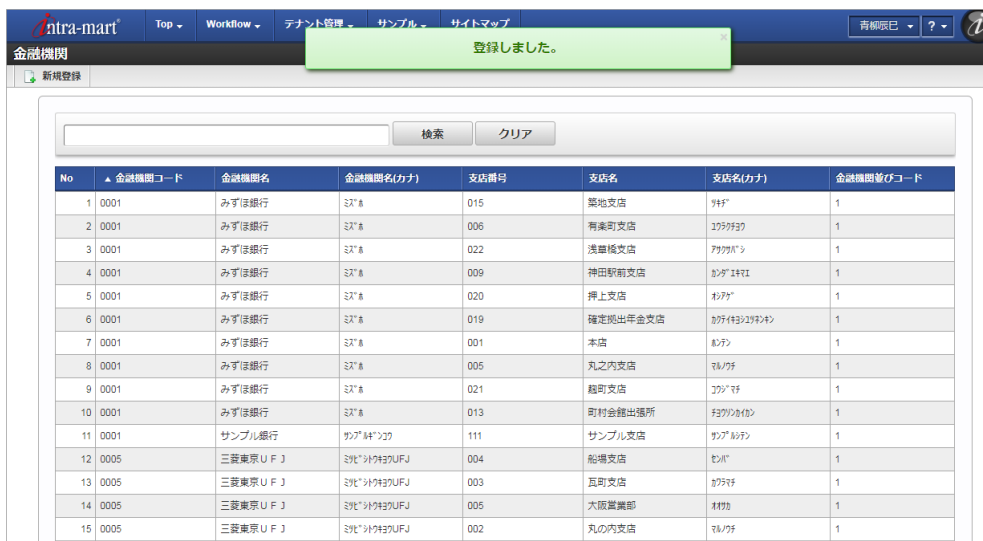 intra-mart® Top Workflow テナント管理 サンプル サイトマップ 青柳辰巳 ?
登録しました。 ×
金融機関
新規登録
検索 クリア
No ▲ 金融機関コード 金融機関名 金融機関名(カナ) 支店番号 支店名 支店名(カナ) 金融機関並びコード
1 0001 みずほ銀行 ﾐｽﾞﾎ 015 築地支店 ﾂｷｼﾞ 1
2 0001 みずほ銀行 ﾐｽﾞﾎ 006 有楽町支店 ﾕｳﾗｸﾁﾖｳ 1
3 0001 みずほ銀行 ﾐｽﾞﾎ 022 浅草橋支店 ｱｻｸｻﾊﾞｼ 1
4 0001 みずほ銀行 ﾐｽﾞﾎ 009 神田駅前支店 ｶﾝﾀﾞｴｷﾏｴ 1
5 0001 みずほ銀行 ﾐｽﾞﾎ 020 押上支店 ｵｼｱｹﾞ 1
6 0001 みずほ銀行 ﾐｽﾞﾎ 019 確定拠出年金支店 ｶｸﾃｲｷﾖｼﾕﾂﾈﾝｷﾝ 1
7 0001 みずほ銀行 ﾐｽﾞﾎ 001 本店 ﾎﾝﾃﾝ 1
8 0001 みずほ銀行 ﾐｽﾞﾎ 005 丸之内支店 ﾏﾙﾉｳﾁ 1
9 0001 みずほ銀行 ﾐｽﾞﾎ 021 麹町支店 ｺｳｼﾞﾏﾁ 1
10 0001 みずほ銀行 ﾐｽﾞﾎ 013 町村会館出張所 ﾁﾖｳｿﾝｶｲｶﾝ 1
11 0001 サンプル銀行 ｻﾝﾌﾟﾙｷﾞﾝｺｳ 111 サンプル支店 ｻﾝﾌﾟﾙｼﾃﾝ 1
12 0005 三菱東京ＵＦＪ ﾐﾂﾋﾞｼﾄｳｷﾖｳUFJ 004 船場支店 ｾﾝﾊﾞ 1
13 0005 三菱東京ＵＦＪ ﾐﾂﾋﾞｼﾄｳｷﾖｳUFJ 003 瓦町支店 ｶﾜﾗﾏﾁ 1
14 0005 三菱東京ＵＦＪ ﾐﾂﾋﾞｼﾄｳｷﾖｳUFJ 005 大阪営業部 ｵｵｻｶ 1
15 0005 三菱東京ＵＦＪ ﾐﾂﾋﾞｼﾄｳｷﾖｳUFJ 002 丸の内支店 ﾏﾙﾉｳﾁ 1